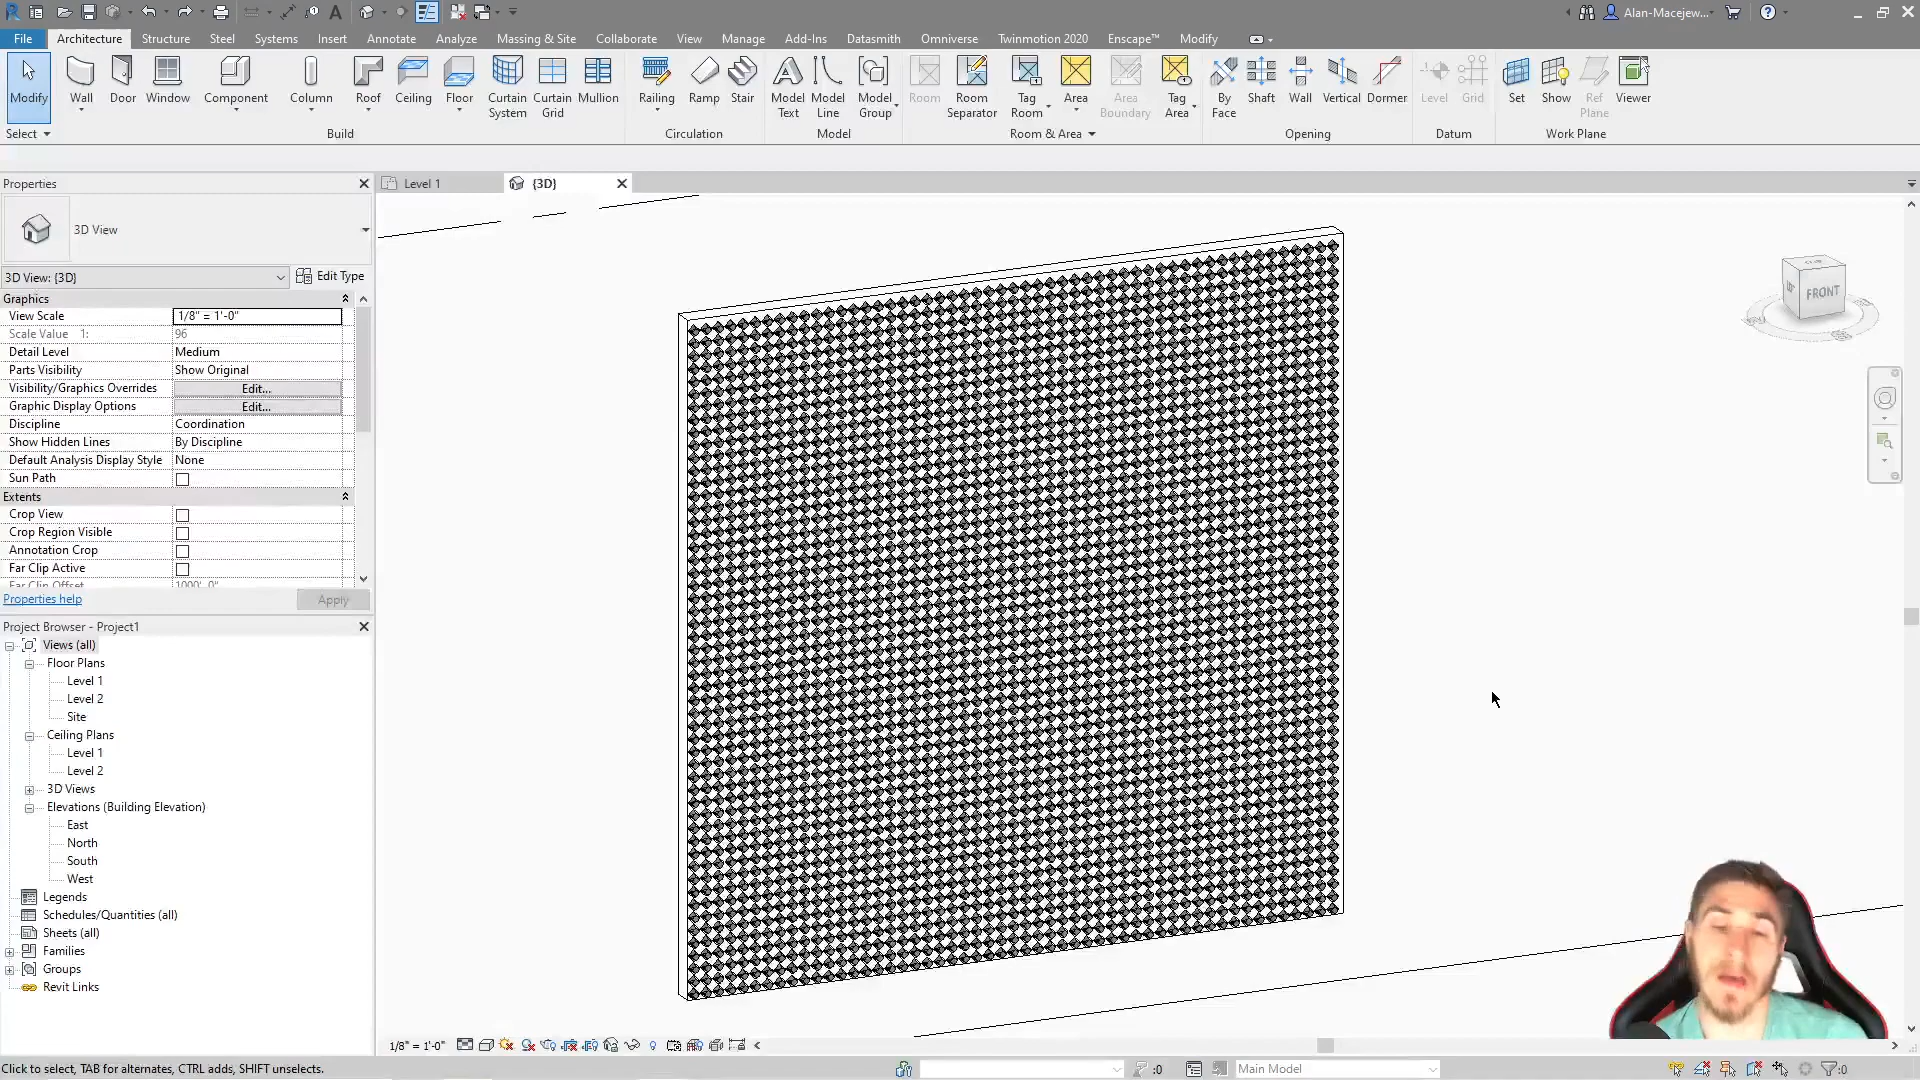 Alan-Macejew...
File Architecture Structure Steel Systems Insert Annotate Analyze Massing & Site Collaborate View Manage Add-Ins Datasmith Omniverse Twinmotion 2020 Enscape™ Modify
Modify Wall Door Window Component Column Roof Ceiling Floor Curtain System Curtain Grid Mullion Railing Ramp Stair Model Text Model Line Model Group Room Room Separator Tag Room Area Area Boundary Tag Area By Face Shaft Wall Vertical Dormer Level Grid Set Show Ref Plane Viewer
Select Build Circulation Model Room & Area Opening Datum Work Plane
Properties
Level 1 {3D}
3D View
3D View: {3D} Edit Type
Graphics
View Scale 1/8" = 1'-0"
Scale Value 1: 96
Detail Level Medium
Parts Visibility Show Original
Visibility/Graphics Overrides Edit...
Graphic Display Options Edit...
Discipline Coordination
Show Hidden Lines By Discipline
Default Analysis Display Style None
Sun Path
Extents
Crop View
Crop Region Visible
Annotation Crop
Far Clip Active
Far Clip Offset 1000' 0"
Properties help Apply
FRONT
Project Browser - Project1
Views (all)
Floor Plans
Level 1
Level 2
Site
Ceiling Plans
Level 1
Level 2
3D Views
Elevations (Building Elevation)
East
North
South
West
Legends
Schedules/Quantities (all)
Sheets (all)
Families
Groups
Revit Links
1/8" = 1'-0"
Click to select, TAB for alternates, CTRL adds, SHIFT unselects. :0 Main Model :0